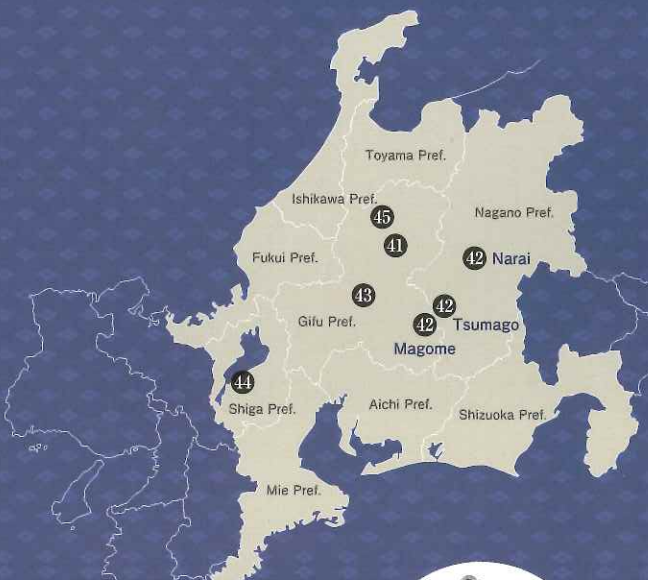 Toyama Pref.
Ishikawa Pref.
45
Nagano Pref.
41
Fukui Pref.
42 Narai
43
42
Gifu Pref.
42 Tsumago
Magome
44
Shiga Pref.
Aichi Pref.
Shizuoka Pref.
Mie Pref.